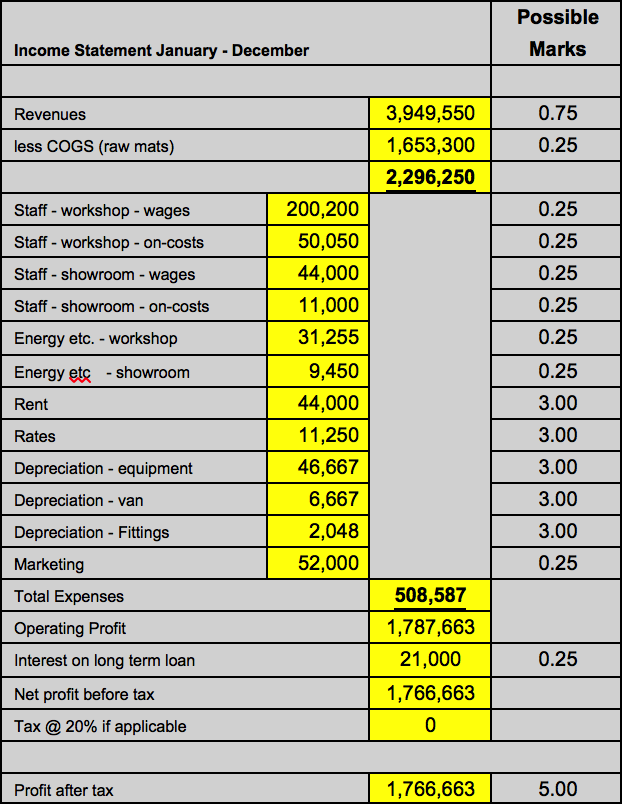 Possible
Income Statement January - December Marks
Revenues 3,949,550 0.75
less COGS (raw mats) 1,653,300 0.25
2,296,250
Staff - workshop - wages 200,200 0.25
Staff - workshop - on-costs 50,050 0.25
Staff - showroom - wages 44,000 0.25
Staff - showroom - on-costs 11,000 0.25
Energy etc. - workshop 31,255 0.25
Energy etc - showroom 9,450 0.25
Rent 44,000 3.00
Rates 11,250 3.00
Depreciation - equipment 46,667 3.00
Depreciation - van 6,667 3.00
Depreciation - Fittings 2,048 3.00
Marketing 52,000 0.25
Total Expenses 508,587
Operating Profit 1,787,663
Interest on long term loan 21,000 0.25
Net profit before tax 1,766,663
Tax @ 20% if applicable 0
Profit after tax 1,766,663 5.00